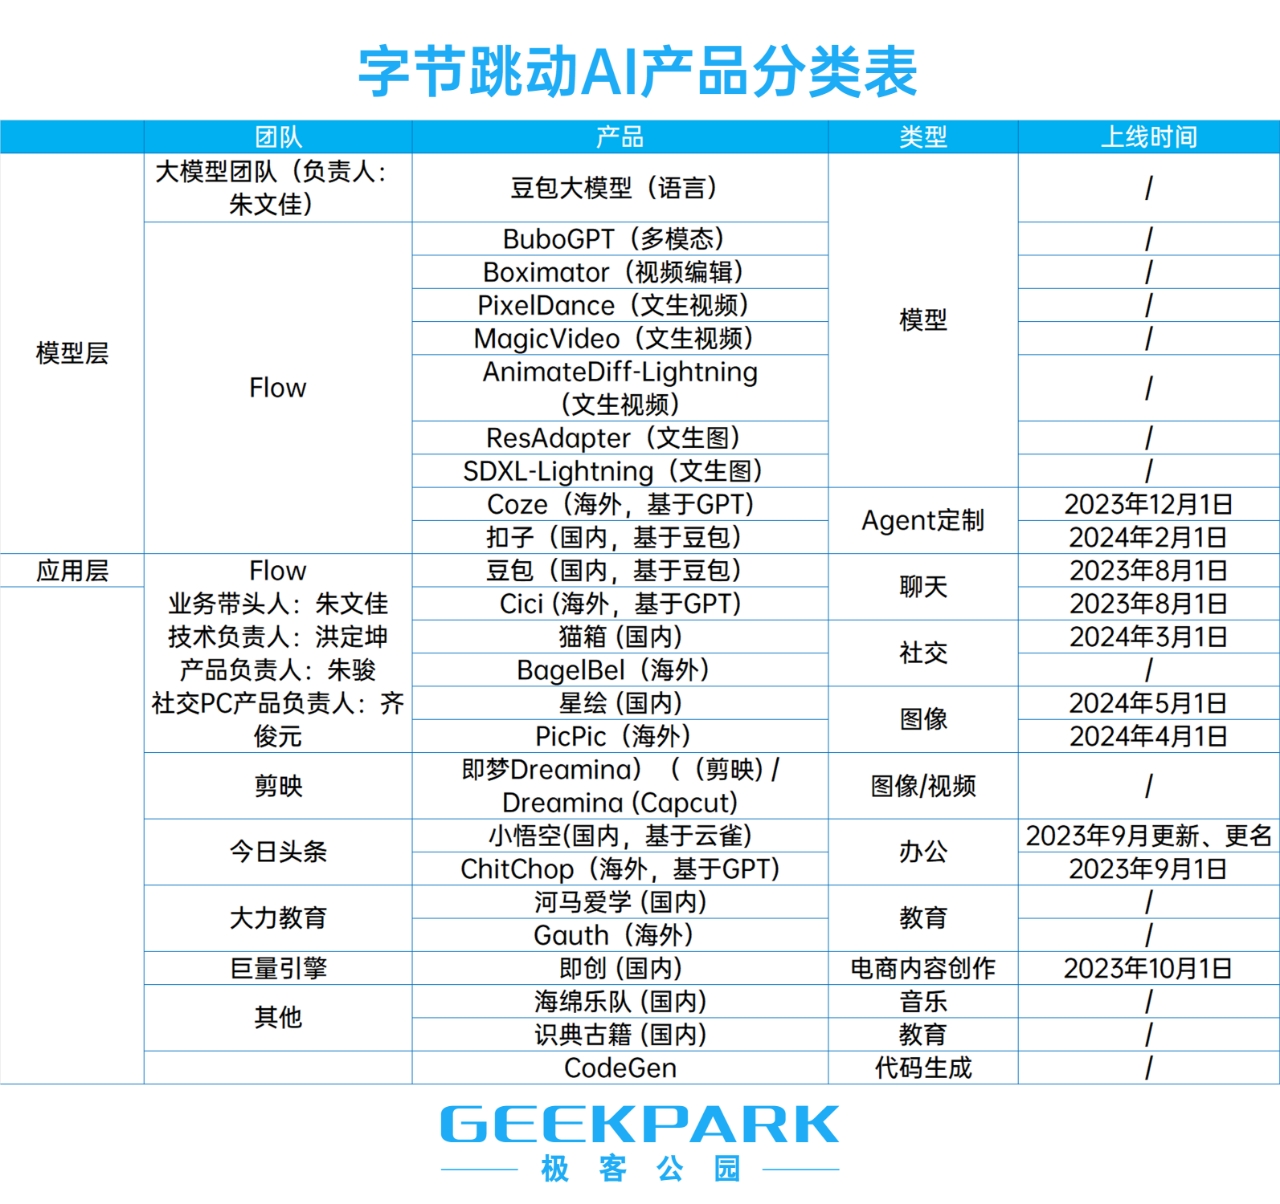 字节跳动AI产品分类表
团队 产品 类型 上线时间
模型层
大模型团队（负责人：
朱文佳）
豆包大模型（语言）
模型
/
Flow
BuboGPT（多模态） /
Boximator（视频编辑） /
PixelDance（文生视频） /
MagicVideo（文生视频） /
AnimateDiff-Lightning
（文生视频）
/
ResAdapter（文生图） /
SDXL-Lightning（文生图） /
Coze（海外，基于GPT） 2023年12月1日
Agent定制
扣子（国内，基于豆包） 2024年2月1日
应用层
Flow
业务带头人：朱文佳
技术负责人：洪定坤
产品负责人：朱骏
社交PC产品负责人：齐
俊元
豆包（国内，基于豆包） 2023年8月1日
聊天
Cici (海外，基于GPT） 2023年8月1日
猫箱 (国内） 2024年3月1日
社交
BagelBel（海外） /
星绘 (国内） 2024年5月1日
图像
PicPic（海外） 2024年4月1日
剪映
即梦Dreamina）（（剪映) /
Dreamina (Capcut)
图像/视频
/
今日头条
小悟空(国内，基于云雀） 2023年9月更新、更名
办公
ChitChop（海外，基于GPT） 2023年9月1日
大力教育
河马爱学 (国内） /
教育
Gauth（海外） /
巨量引擎 即创 (国内） 电商内容创作 2023年10月1日
其他
海绵乐队 (国内） 音乐 /
识典古籍 (国内） 教育 /
CodeGen 代码生成 /
GEEKPARK
极客公园